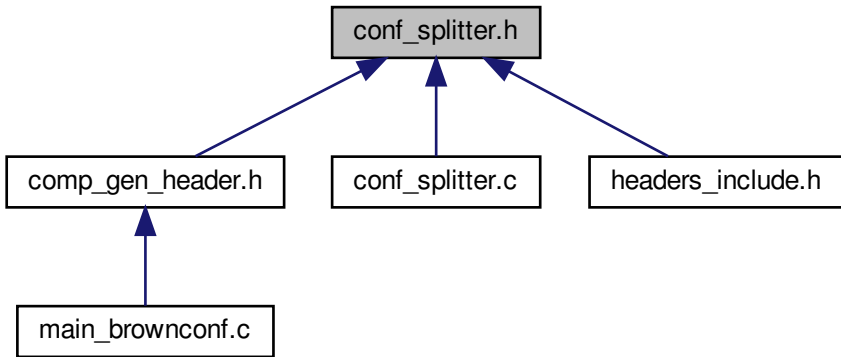 conf_splitter.h
comp_gen_header.h
conf_splitter.c
headers_include.h
main_brownconf.c